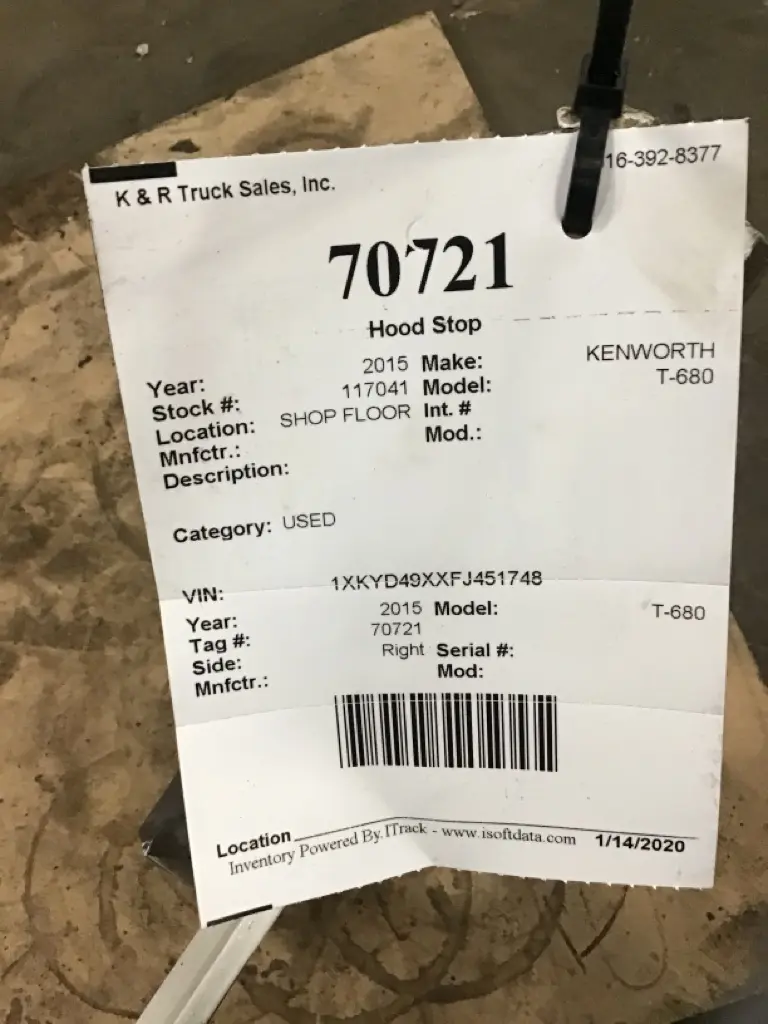 K & R Truck Sales, Inc.
16-392-8377
70721
Hood Stop
Year: 2015 Make: KENWORTH
Stock #: 117041 Model: T-680
Location: SHOP FLOOR Int. #
Mnfctr.: Mod.:
Description:
Category: USED
VIN: 1XKYD49XXFJ451748
Year: 2015 Model: T-680
Tag #: 70721
Side: Right Serial #:
Mnfctr.: Mod:
Location
Inventory Powered By ITrack - www.isoftdata.com 1/14/2020